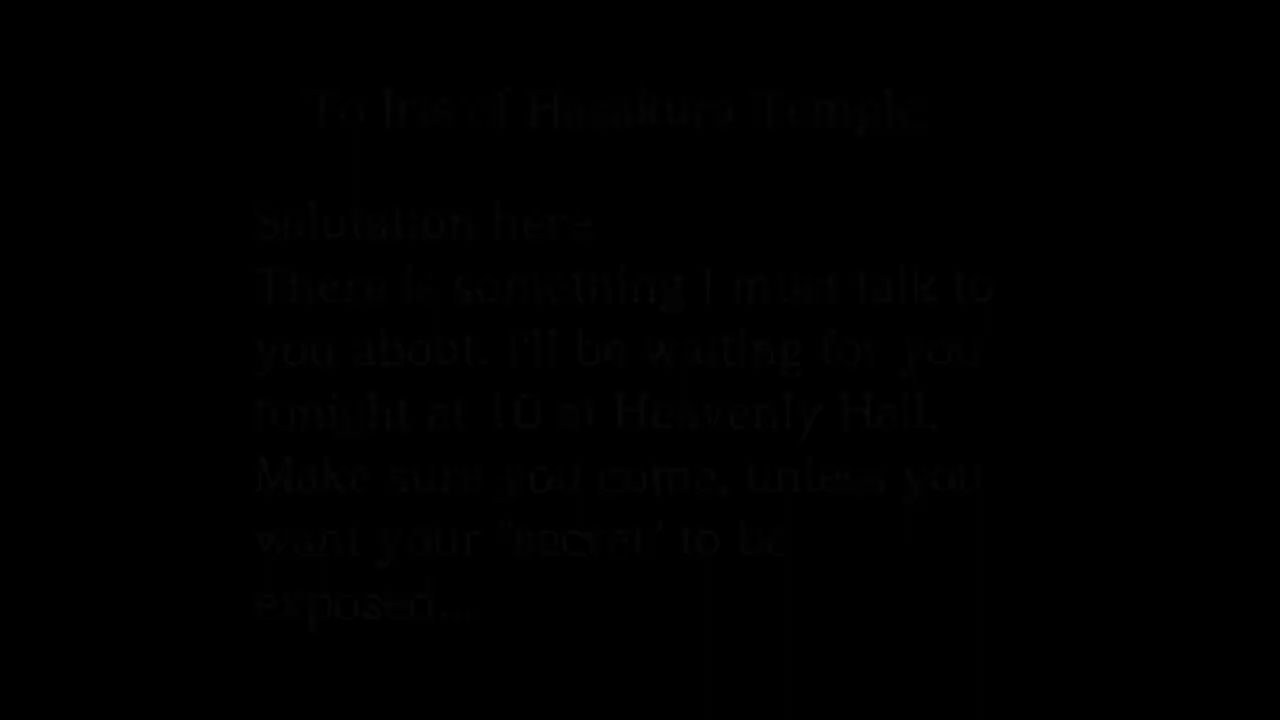 To Iris of Hazakura Temple,
Salutation here
There is something I must talk to
you about. I'll be waiting for you
tonight at 10 at Heavenly Hall.
Make sure you come, unless you
want your "secret" to be
exposed...